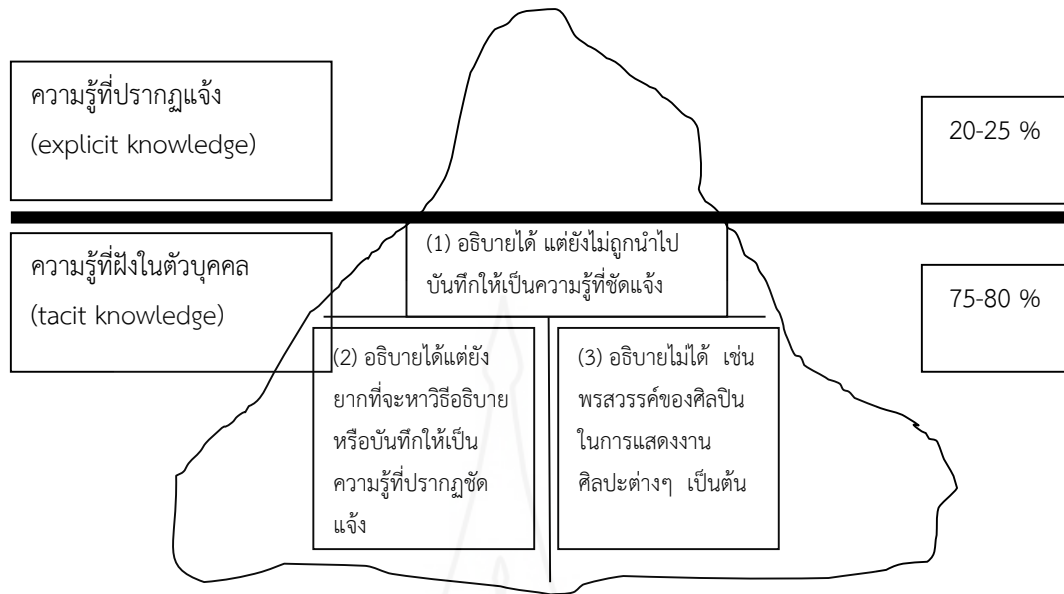 ความรู้ที่ปรากฏแจ้ง
(explicit knowledge)
20-25 %
ความรู้ที่ฝังในตัวบุคคล
(tacit knowledge)
(1) อธิบายได้ แต่ยังไม่ถูกนำไป
บันทึกให้เป็นความรู้ที่ชัดแจ้ง
75-80 %
(2) อธิบายได้แต่ยัง
ยากที่จะหาวิธีอธิบาย
หรือบันทึกให้เป็น
ความรู้ที่ปรากฏชัด
แจ้ง
(3) อธิบายไม่ได้ เช่น
พรสวรรค์ของศิลปิน
ในการแสดงงาน
ศิลปะต่างๆ เป็นต้น